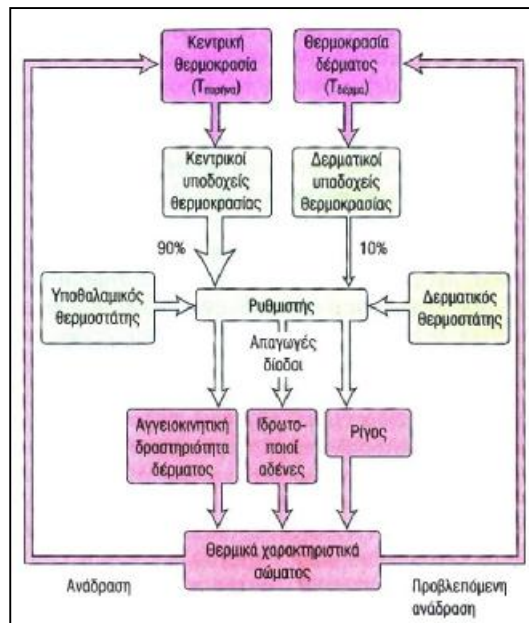 Κεντρική
θερμοκρασία
(Τπυρήνα)
Θερμοκρασία
δέρματος
(Τδέρμα)
Κεντρικοί
υποδοχείς
θερμοκρασίας
Δερματικοί
υποδοχείς
θερμοκρασίας
90%
10%
Υποθαλαμικός
θερμοστάτης
Ρυθμιστής
Δερματικός
θερμοστάτης
Απαγωγές
δίοδοι
Αγγειοκινητική
δραστηριότητα
δέρματος
Ιδρωτο-
ποιοί
αδένες
Ρίγος
Θερμικά χαρακτηριστικά
σώματος
Ανάδραση
Προβλεπόμενη
ανάδραση